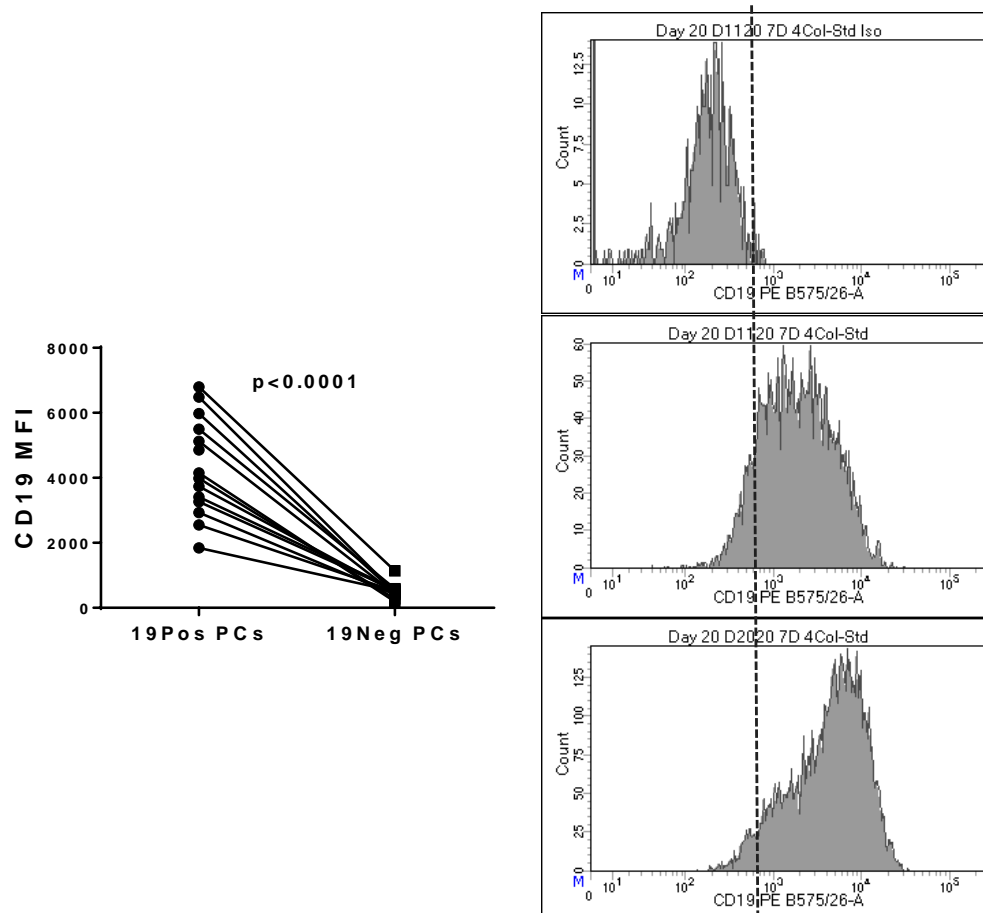 8000
6000
4000
2000
0
CD19 MFI
p<0.0001
19Pos PCs 19Neg PCs
Day 20 D1120 7D 4Col-Std Iso
12.5
10
7.5
5
2.5
0
Count
M
0 10¹ 10² 10³ 10⁴ 10⁵
CD19 PE B575/26-A
Day 20 D1120 7D 4Col-Std
60
50
40
30
20
10
0
Count
M
0 10¹ 10² 10³ 10⁴ 10⁵
CD19 PE B575/26-A
Day 20 D2020 7D 4Col-Std
125
100
75
50
25
0
Count
M
0 10¹ 10² 10³ 10⁴ 10⁵
CD19 PE B575/26-A